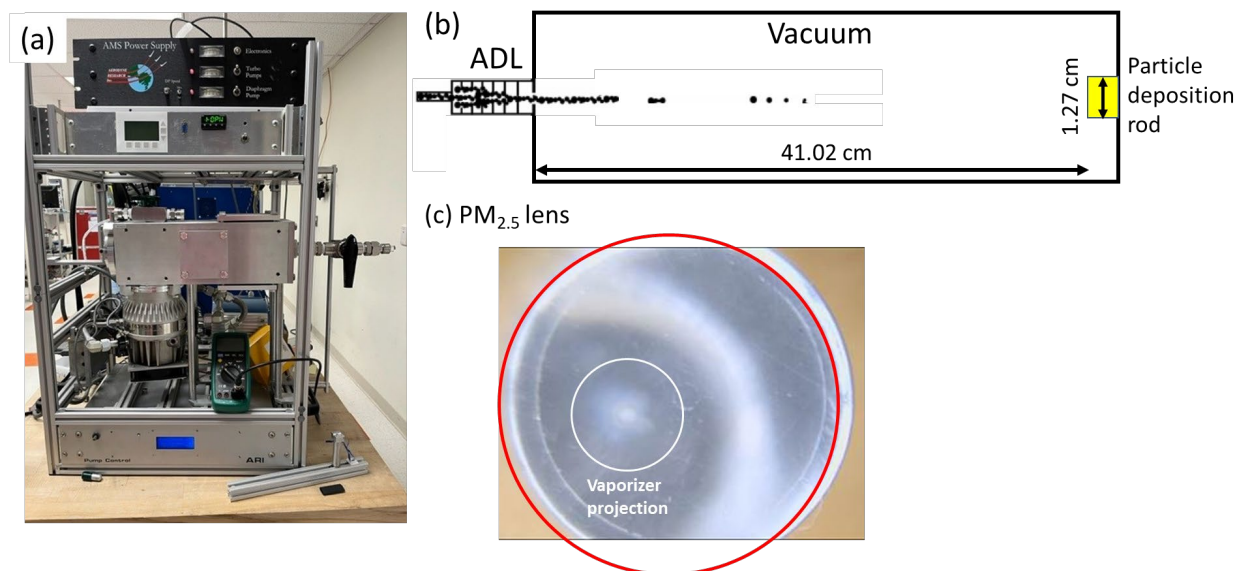 (a)
AMS Power Supply
Electronics
Turbo
Pumps
Diaphragm
Pump
Pump Control
ARI
(b)
ADL
Vacuum
1.27 cm
Particle
deposition
rod
41.02 cm
(c) PM2.5 lens
Vaporizer
projection